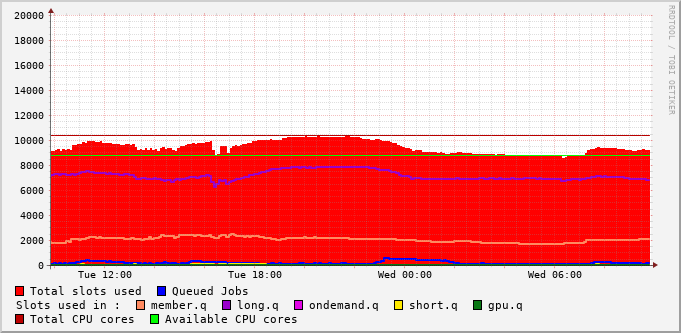 20000
18000
16000
14000
12000
10000
8000
6000
4000
2000
0
Tue 12:00 Tue 18:00 Wed 00:00 Wed 06:00
RRDTOOL / TOBI OETIKER
Total slots used Queued Jobs
Slots used in : member.q long.q ondemand.q short.q gpu.q
Total CPU cores Available CPU cores